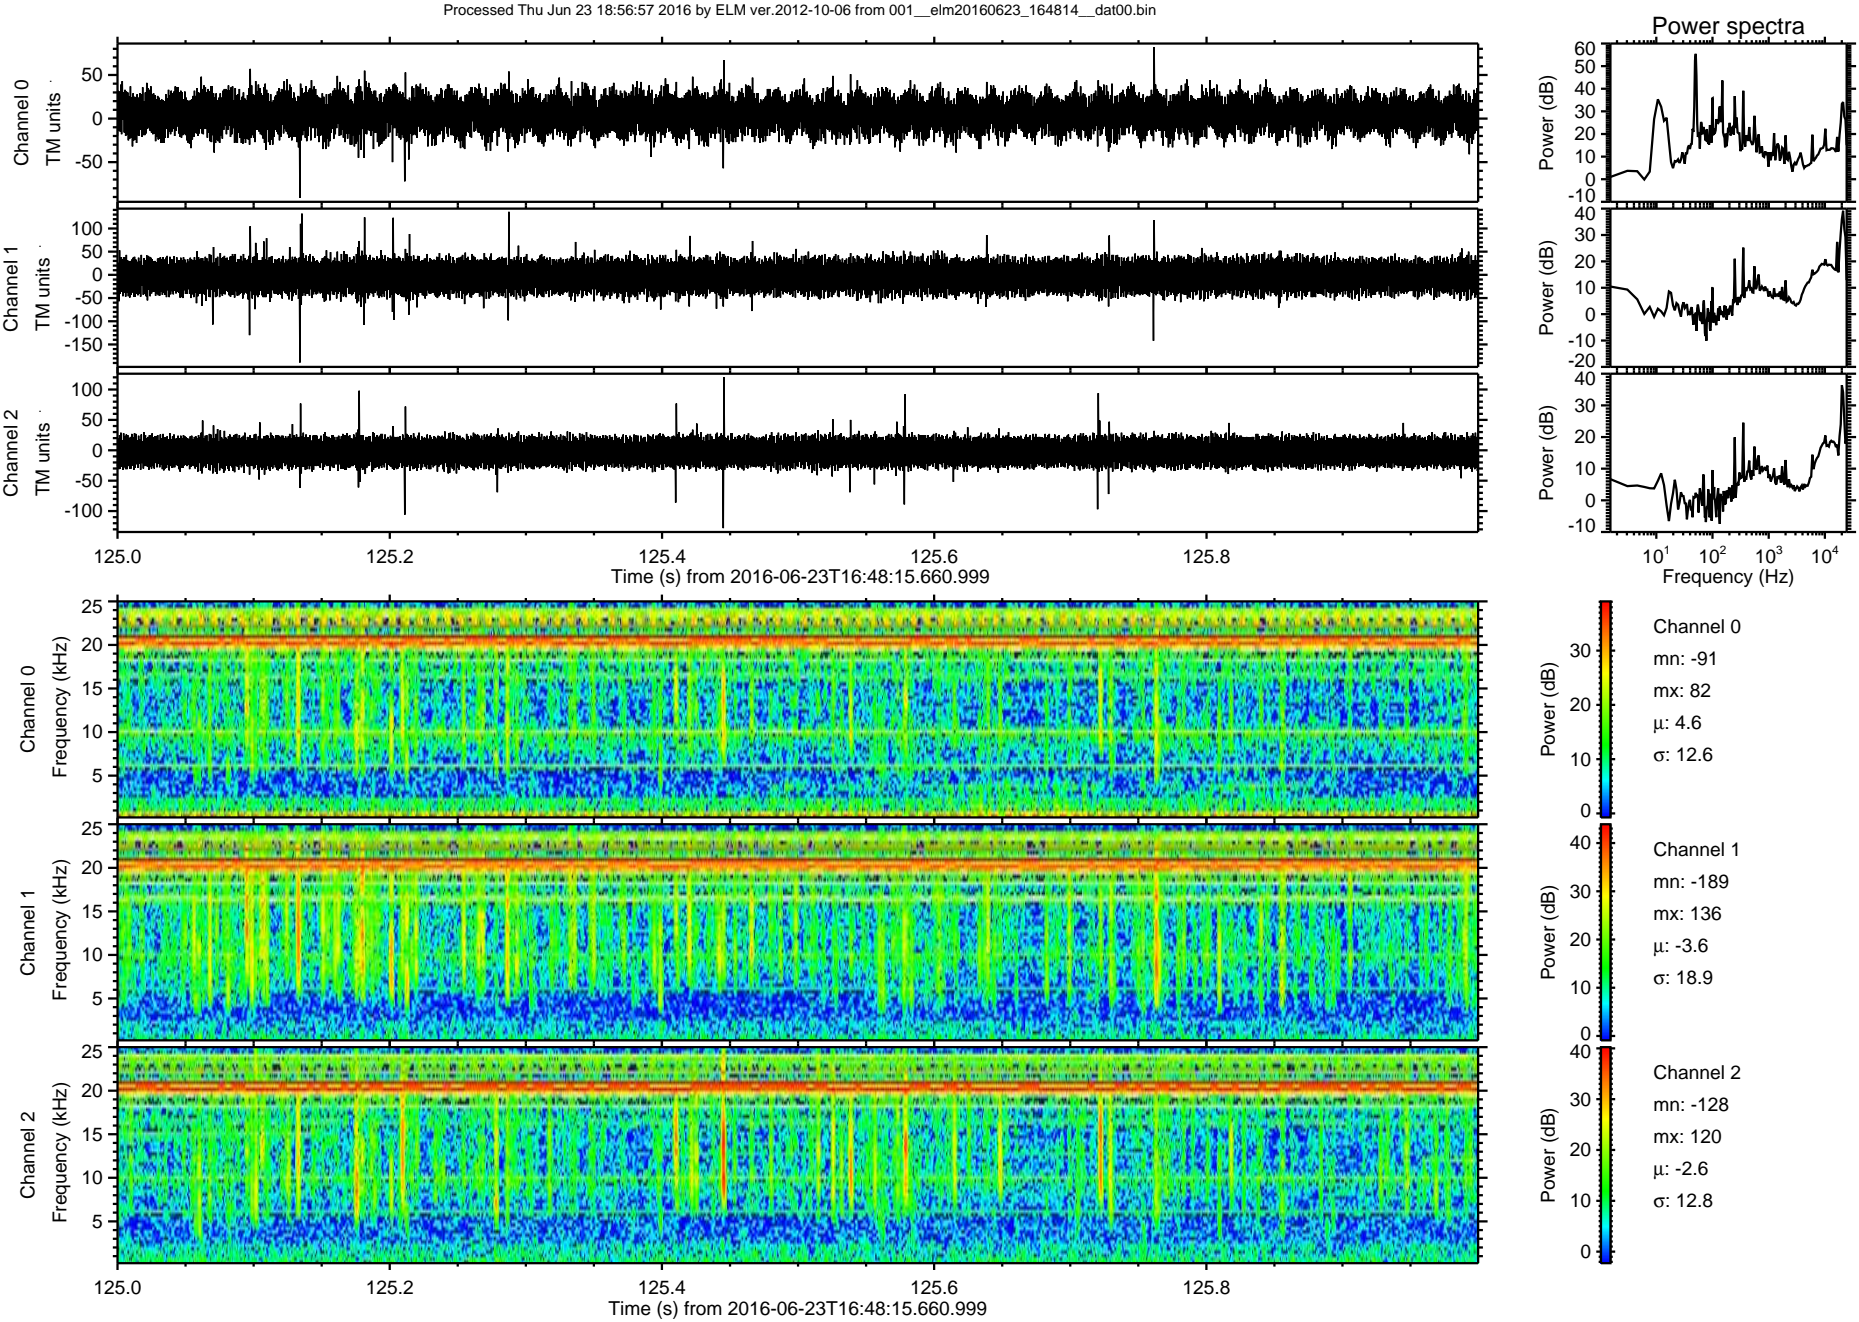 Processed Thu Jun 23 18:56:57 2016 by ELM ver.2012-10-06 from 001__elm20160623_164814__dat00.bin
Power spectra
Channel 0
TM units
50
0
-50
Power (dB)
60
50
40
30
20
10
0
-10
Channel 1
TM units
100
50
0
-50
-100
-150
Power (dB)
40
30
20
10
0
-10
-20
Channel 2
TM units
100
50
0
-50
-100
Power (dB)
40
30
20
10
0
-10
125.0 125.2 125.4 125.6 125.8
Time (s) from 2016-06-23T16:48:15.660.999
10^1 10^2 10^3 10^4
Frequency (Hz)
Channel 0
Frequency (kHz)
25
20
15
10
5
Power (dB)
30
20
10
0
Channel 0
mn: -91
mx: 82
μ: 4.6
σ: 12.6
Channel 1
Frequency (kHz)
25
20
15
10
5
Power (dB)
40
30
20
10
0
Channel 1
mn: -189
mx: 136
μ: -3.6
σ: 18.9
Channel 2
Frequency (kHz)
25
20
15
10
5
Power (dB)
40
30
20
10
0
Channel 2
mn: -128
mx: 120
μ: -2.6
σ: 12.8
125.0 125.2 125.4 125.6 125.8
Time (s) from 2016-06-23T16:48:15.660.999